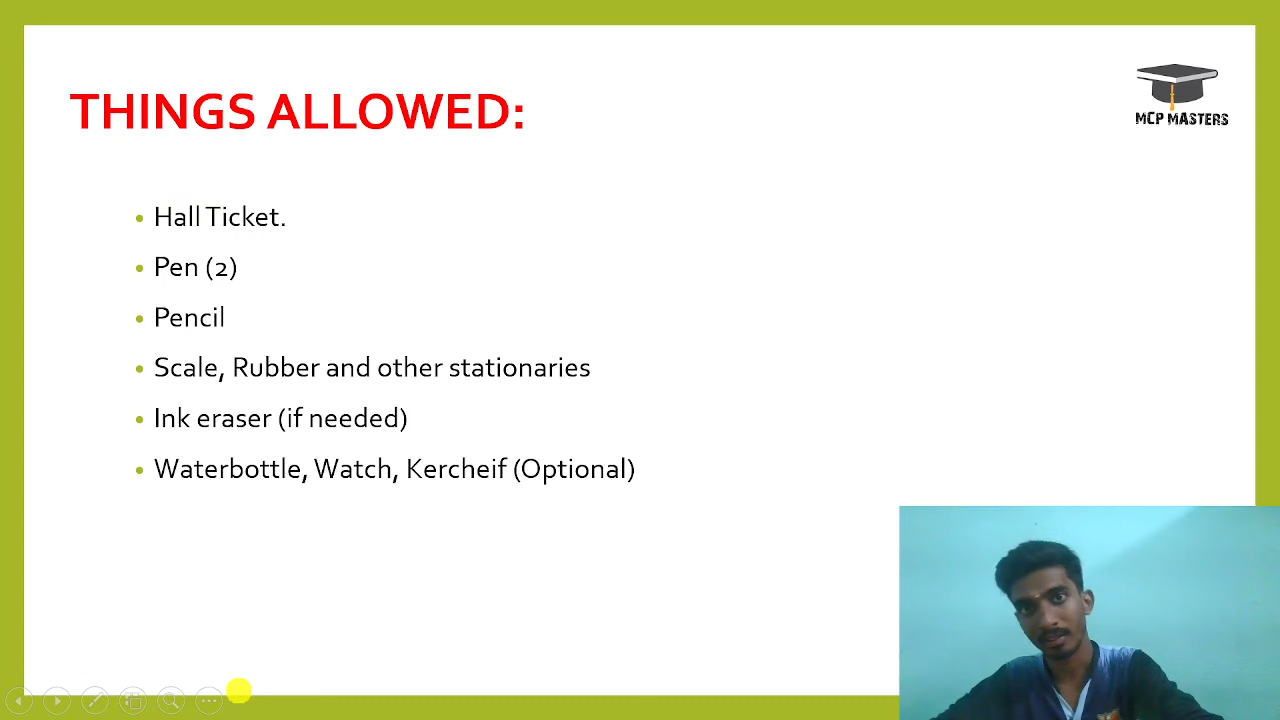 THINGS ALLOWED:
MCP MASTERS
Hall Ticket.
Pen (2)
Pencil
Scale, Rubber and other stationaries
Ink eraser (if needed)
Waterbottle, Watch, Kercheif (Optional)